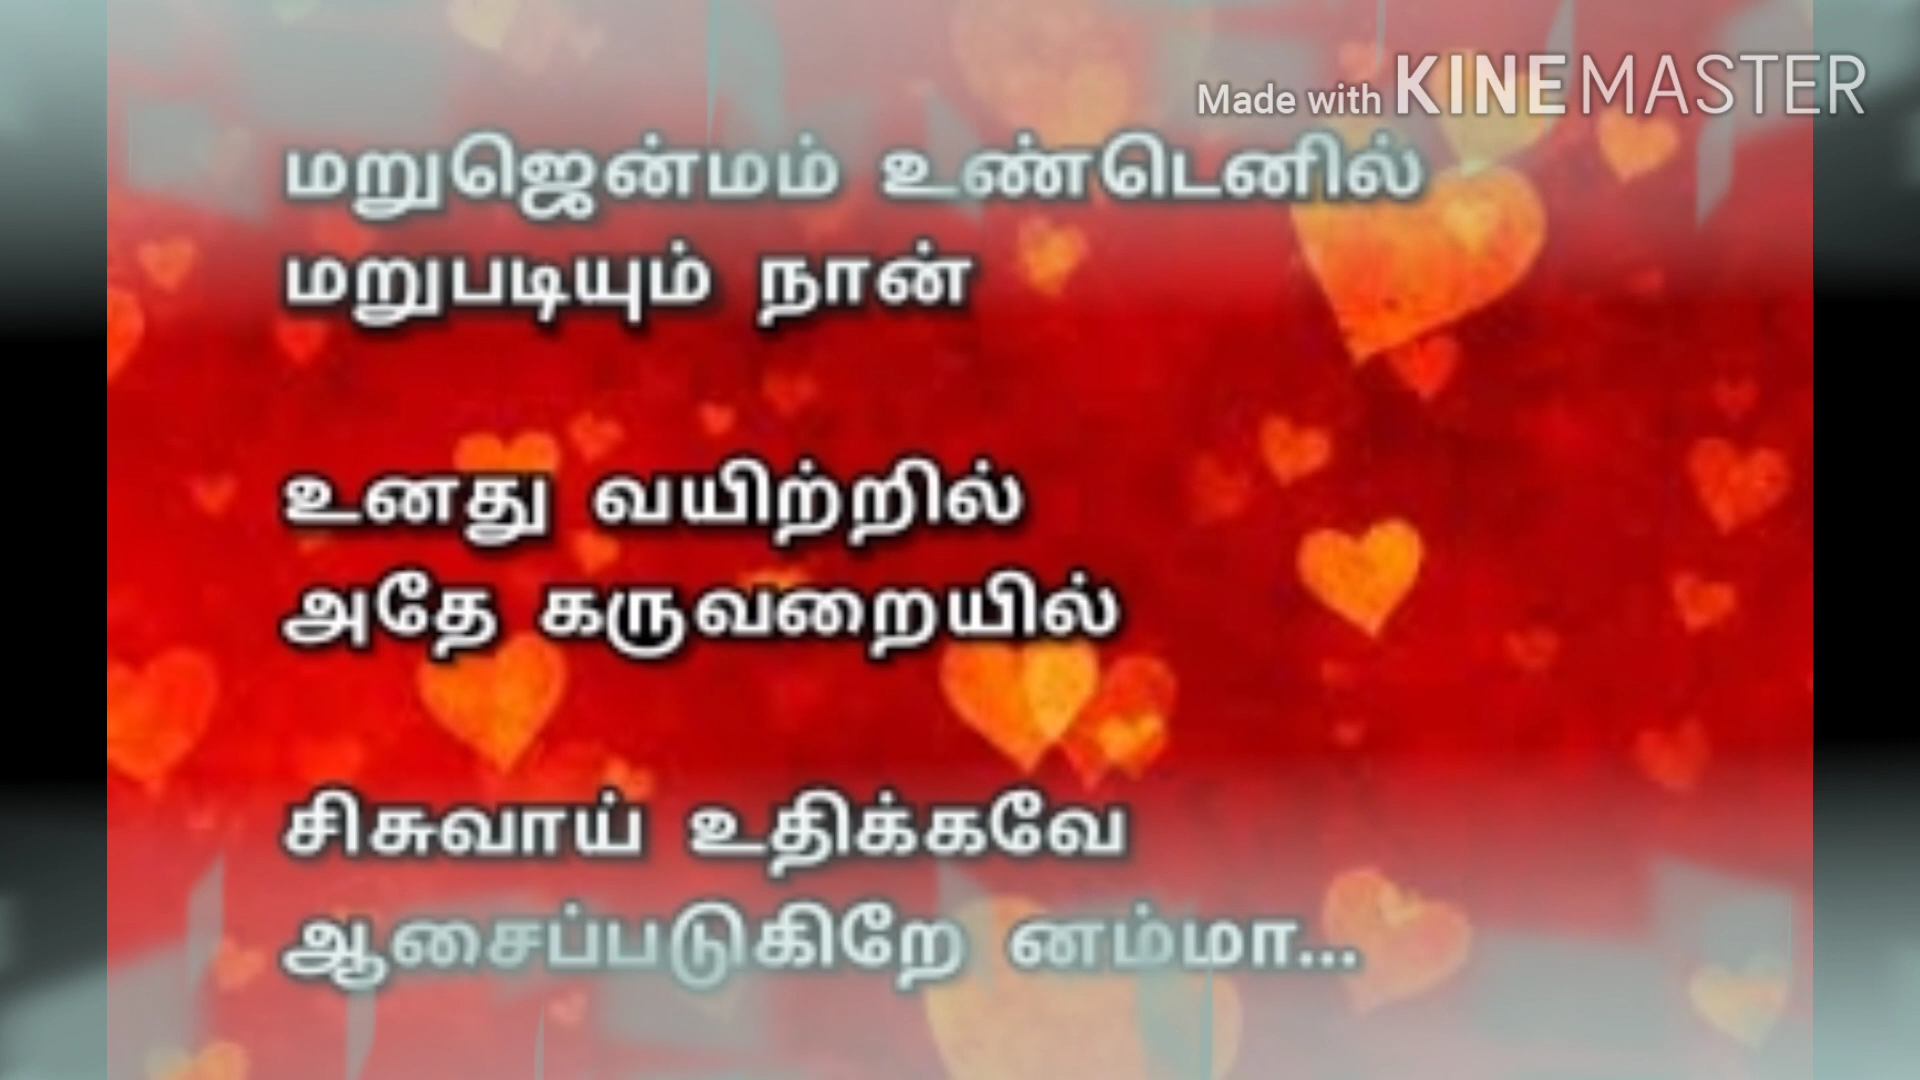 Made with KINEMASTER
மறுஜென்மம் உண்டெனில்
மறுபடியும் நான்
உனது வயிற்றில்
அதே கருவறையில்
சிசுவாய் உதிக்கவே
ஆசைப்படுகிறே னம்மா...